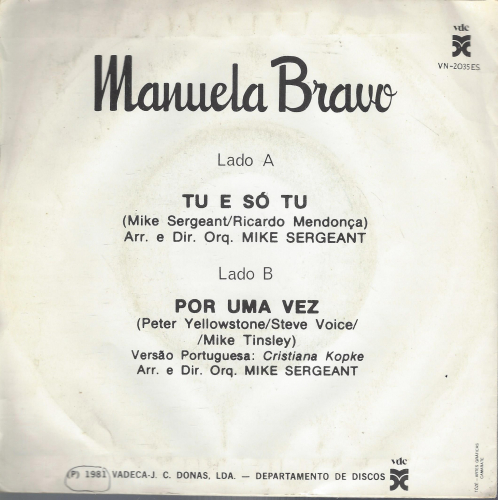 vdc
VN-2035ES
Manuela Bravo
Lado A
TU E SÓ TU
(Mike Sergeant/Ricardo Mendonça)
Arr. e Dir. Orq. MIKE SERGEANT
Lado B
POR UMA VEZ
(Peter Yellowstone/Steve Voice/
/Mike Tinsley)
Versão Portuguesa: Cristiana Kopke
Arr. e Dir. Orq. MIKE SERGEANT
vdc
(P) 1981 VADECA-J. C. DONAS, LDA. — DEPARTAMENTO DE DISCOS